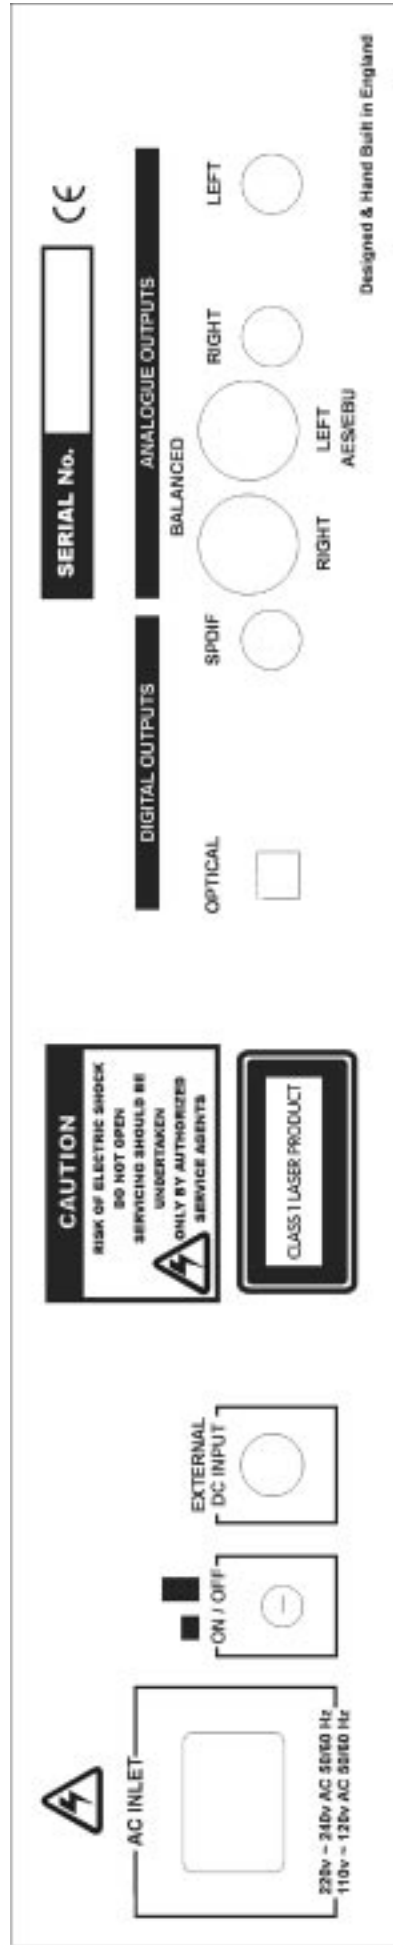 AC INLET
220v ~ 240v AC 50/60 Hz
110v ~ 120v AC 50/60 Hz
ON / OFF
EXTERNAL
DC INPUT
CAUTION
RISK OF ELECTRIC SHOCK
DO NOT OPEN
SERVICING SHOULD BE
UNDERTAKEN
ONLY BY AUTHORIZED
SERVICE AGENTS
CLASS 1 LASER PRODUCT
SERIAL No.
CE
DIGITAL OUTPUTS
ANALOGUE OUTPUTS
BALANCED
OPTICAL
SPDIF
RIGHT
LEFT
RIGHT
LEFT
AES/EBU
Designed & Hand Built in England